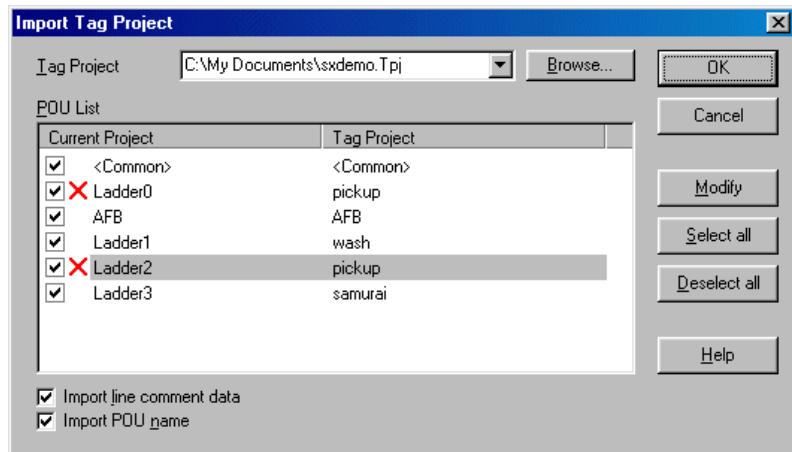 Import Tag Project
Tag Project C:\My Documents\sxdemo.Tpj Browse... OK
POU List Cancel
Current Project Tag Project
<Common> <Common>
Ladder0 pickup Modify
AFB AFB
Ladder1 wash Select all
Ladder2 pickup
Ladder3 samurai Deselect all
Help
Import line comment data
Import POU name